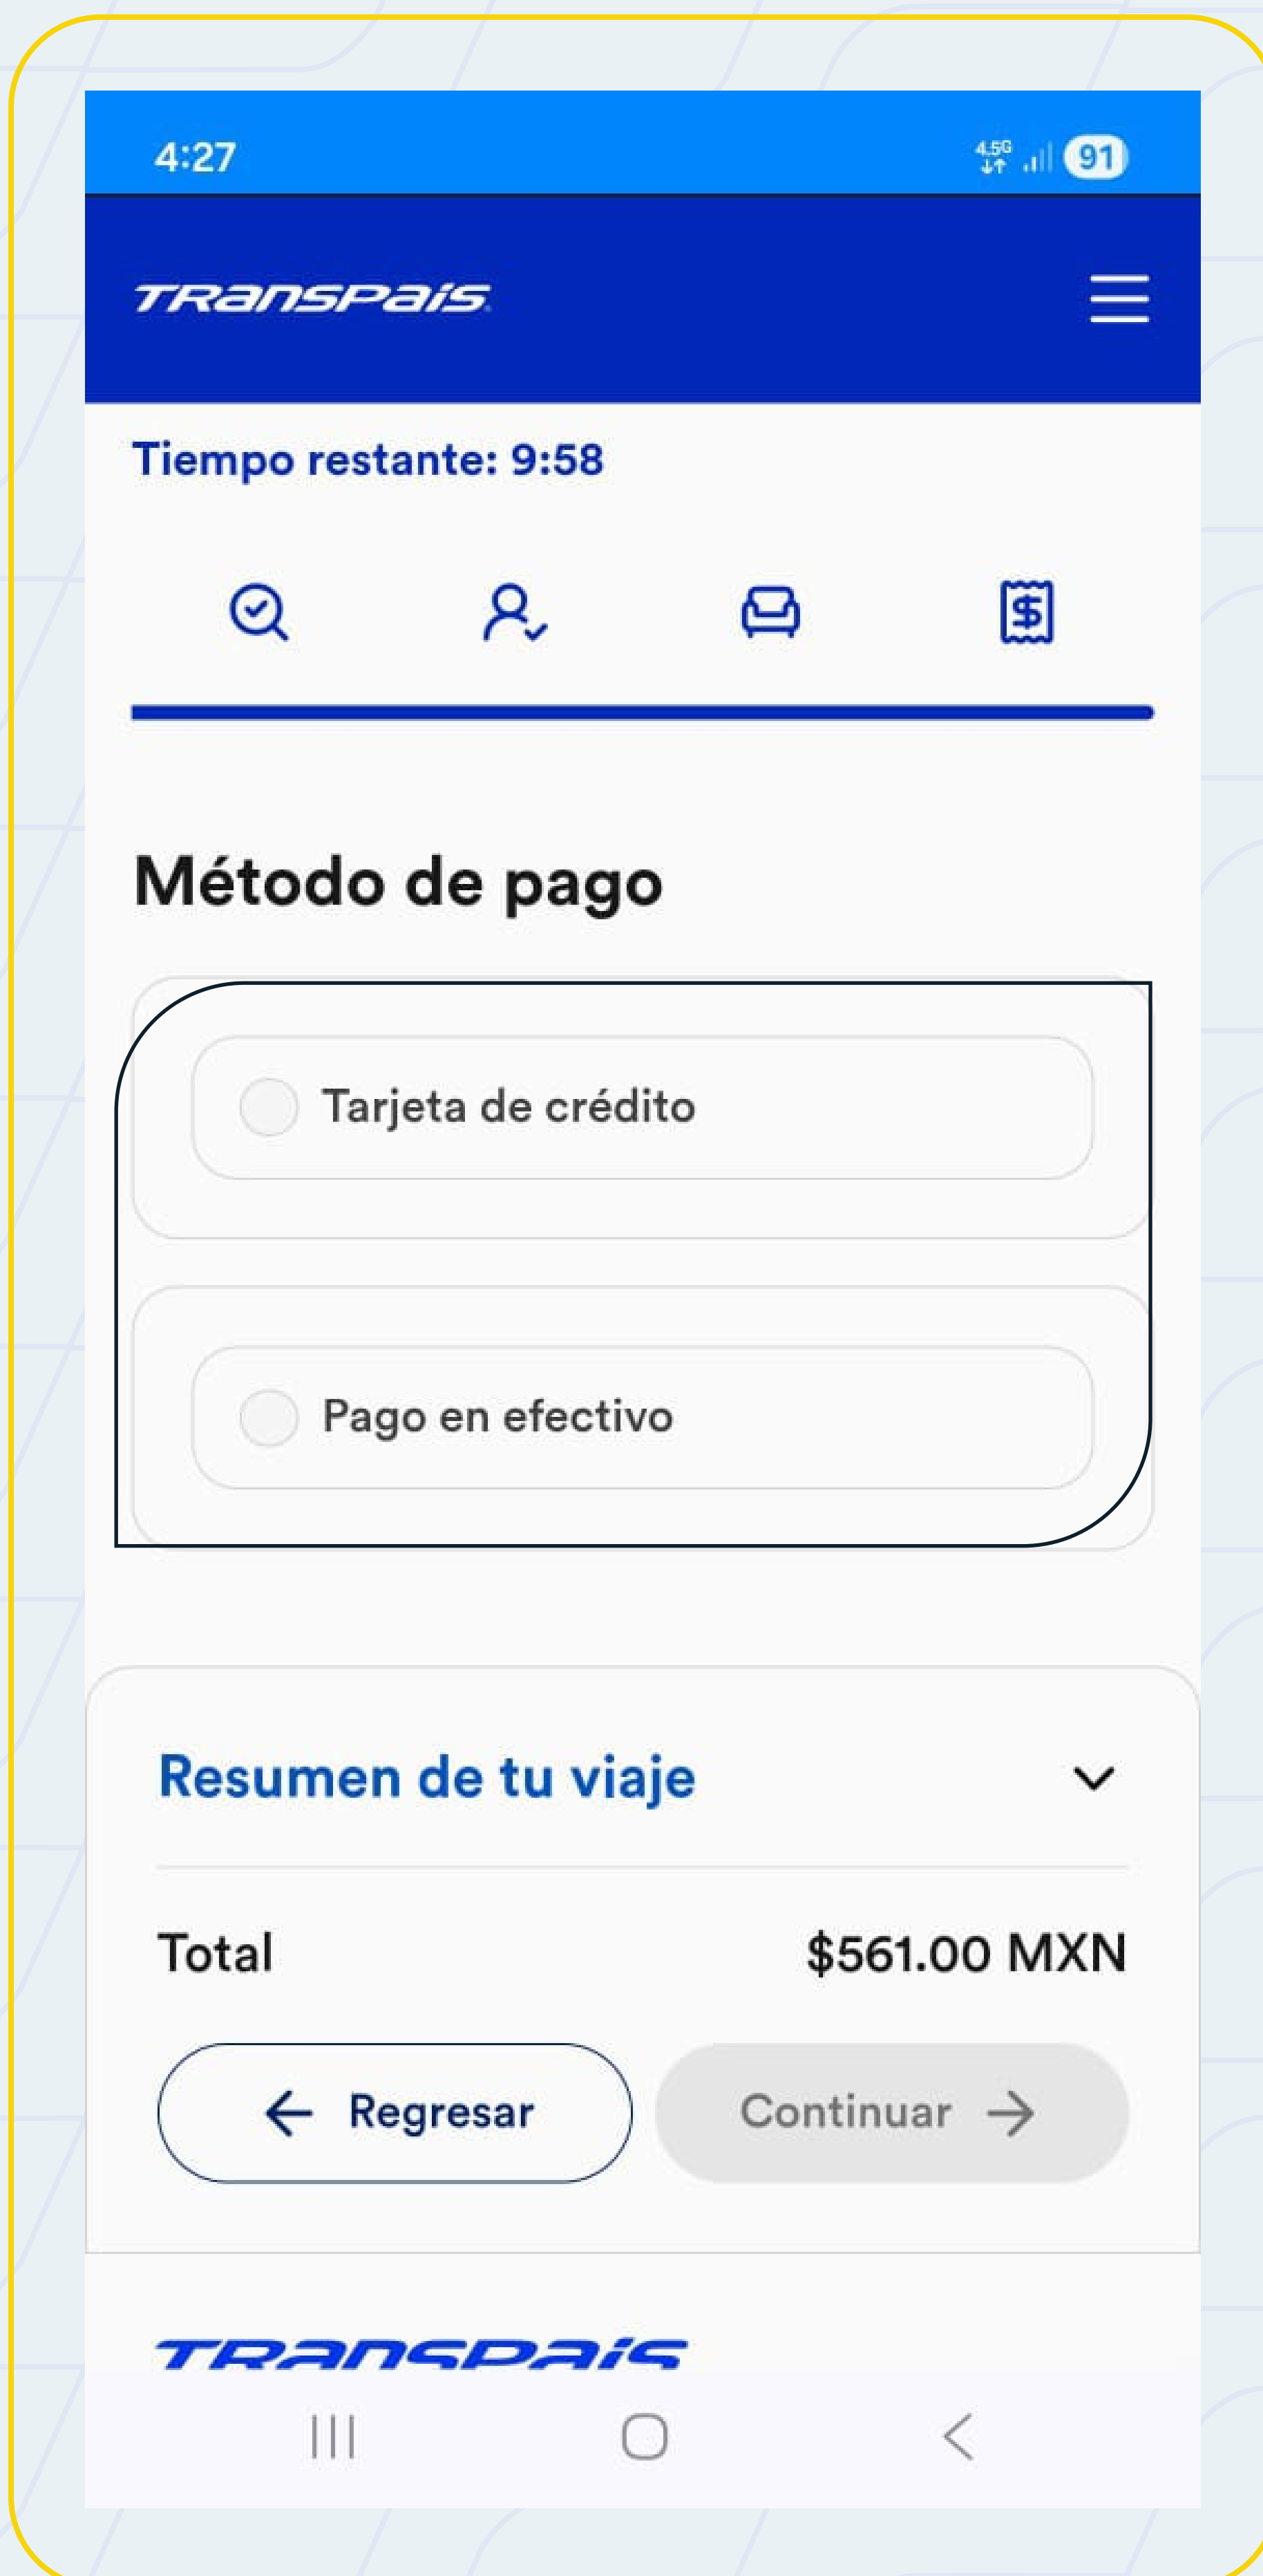 4:27
4.5G
91
TRANSPAIS
Tiempo restante: 9:58
Método de pago
Tarjeta de crédito
Pago en efectivo
Resumen de tu viaje
Total
$561.00 MXN
Regresar
Continuar
TRANSPAIS